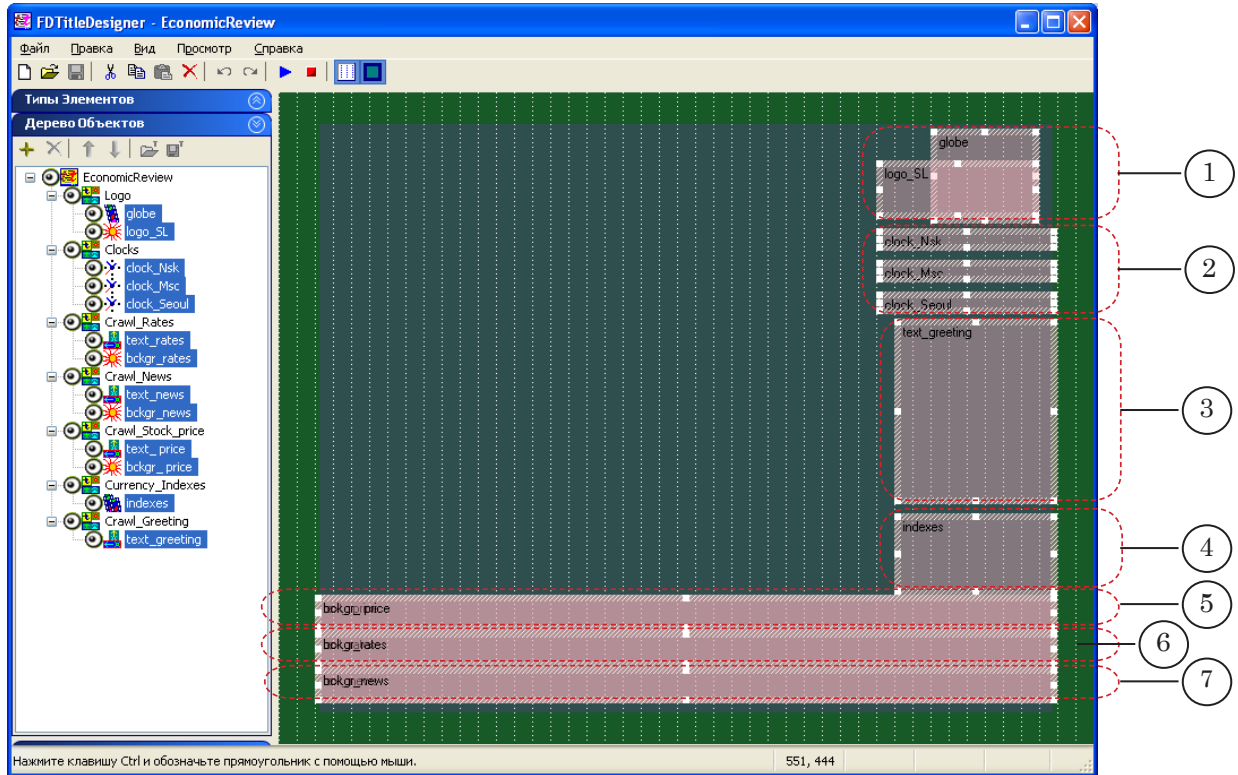 FDTitleDesigner - EconomicReview
Файл Правка Вид Просмотр Справка
Типы Элементов
Дерево Объектов
EconomicReview
Logo
globe
logo_SL
Clocks
clock_Nsk
clock_Msc
clock_Seoul
Crawl_Rates
text_rates
bckgr_rates
Crawl_News
text_news
bckgr_news
Crawl_Stock_price
text_ price
bckgr_ price
Currency_Indexes
indexes
Crawl_Greeting
text_greeting
globe
logo_SL
1
clock_Nsk
clock_Msc
clock_Seoul
2
text_greeting
3
indexes
4
price
5
rates
6
news
7
Нажмите клавишу Ctrl и обозначьте прямоугольник с помощью мыши.
551, 444